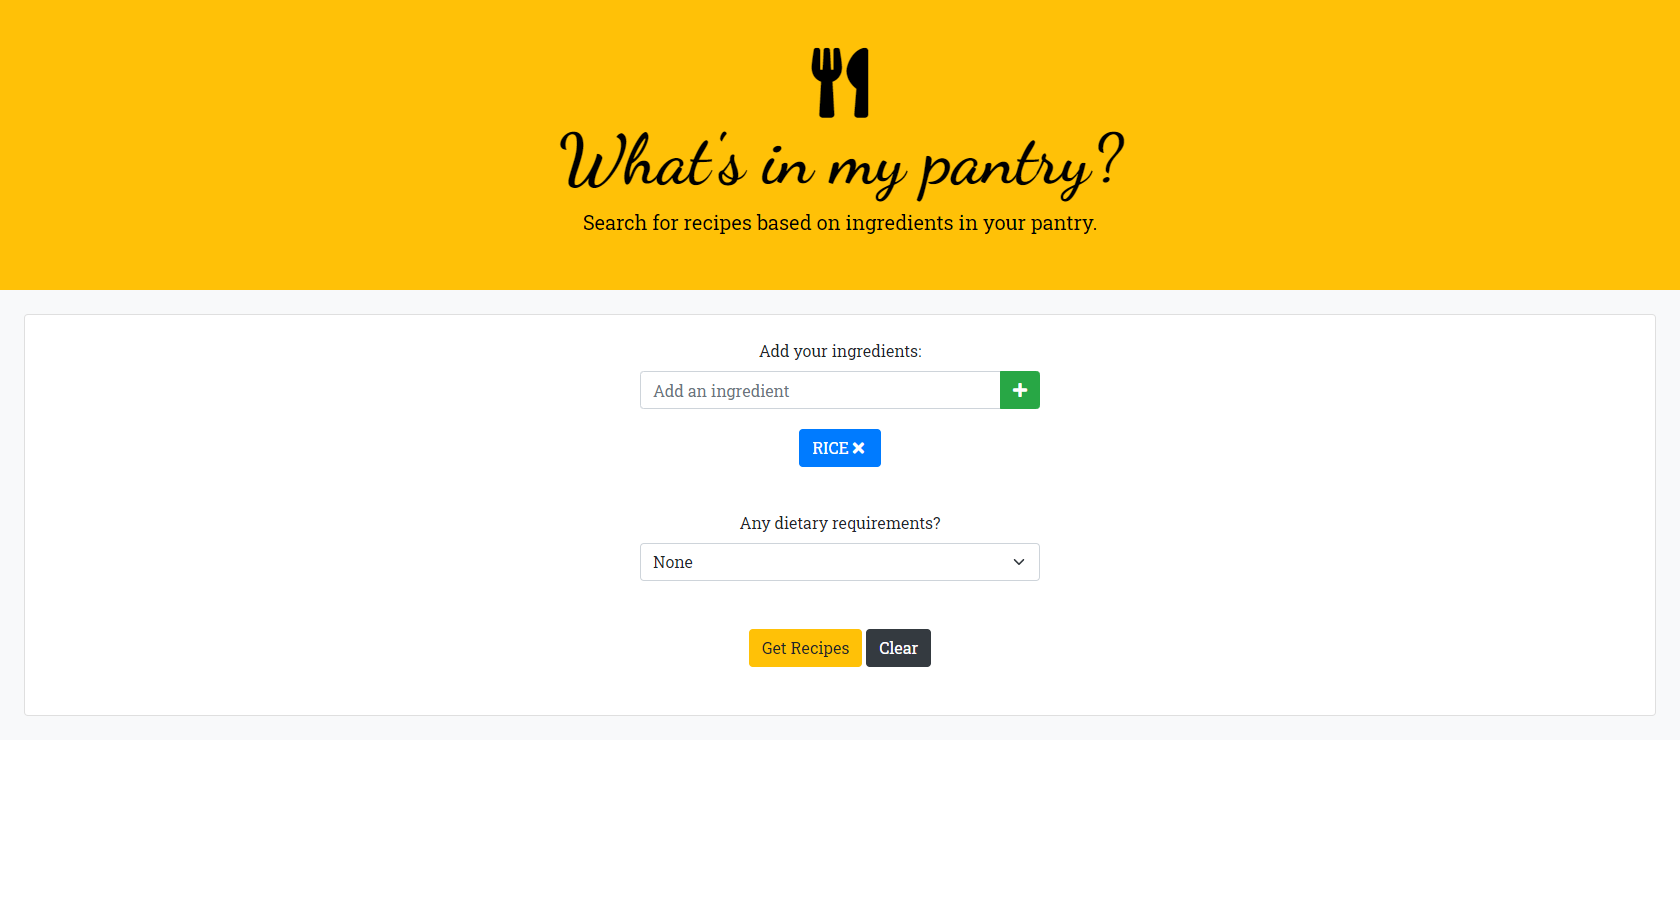 What's in my pantry?
Search for recipes based on ingredients in your pantry.
Add your ingredients:
Add an ingredient
RICE
Any dietary requirements?
None
Get Recipes Clear